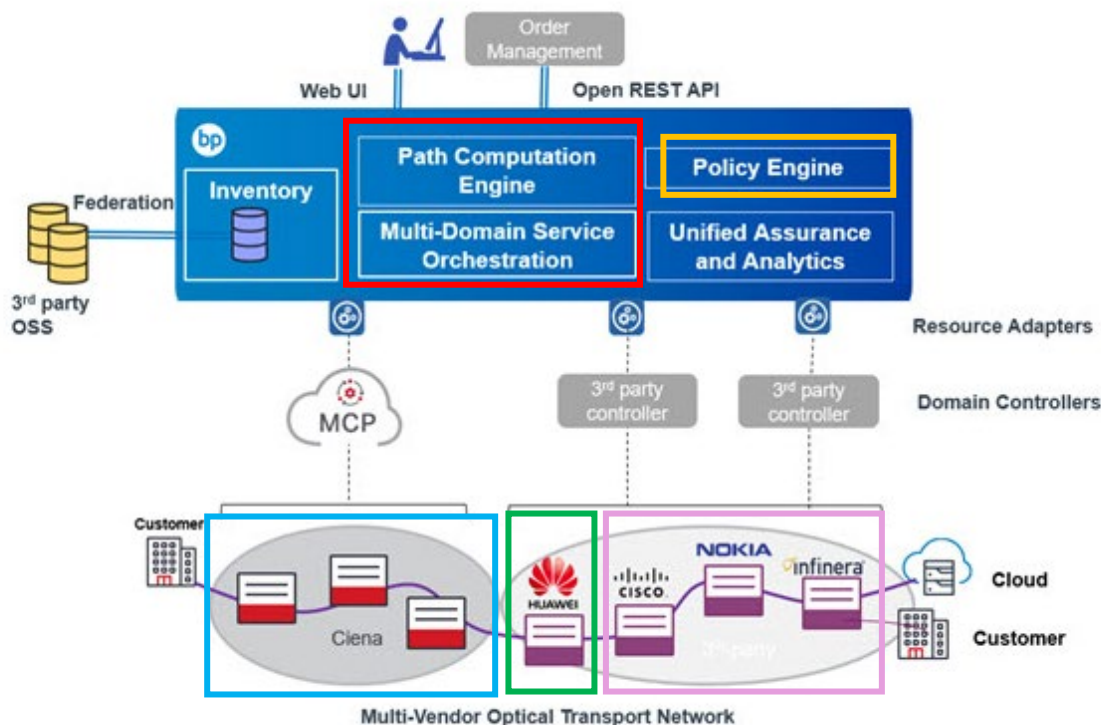 Order
Management
Web UI
Open REST API
bp
Path Computation
Engine
Policy Engine
Inventory
Federation
Multi-Domain Service
Orchestration
Unified Assurance
and Analytics
3rd party
OSS
Resource Adapters
MCP
3rd party
controller
3rd party
controller
Domain Controllers
Customer
Ciena
HUAWEI
CISCO
NOKIA
infinera
3rd party
Cloud
Customer
Multi-Vendor Optical Transport Network